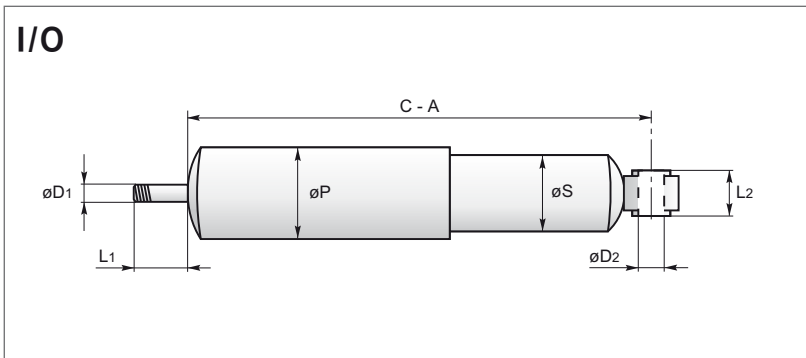 I/O
C - A
øD1
øP
øS
L2
L1
øD2